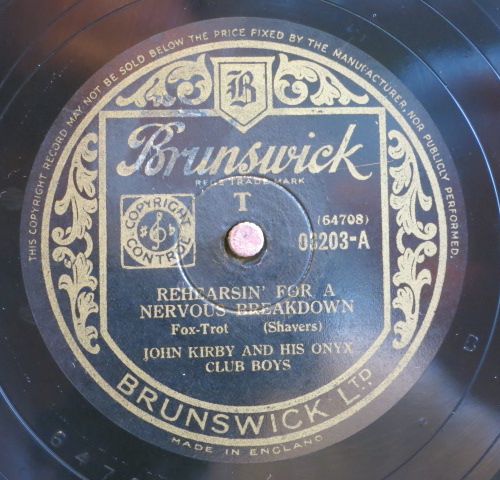 THIS COPYRIGHT RECORD MAY NOT BE SOLD BELOW THE PRICE FIXED BY THE MANUFACTURER, NOR PUBLICLY PERFORMED.
B
Brunswick
REGD TRADE MARK
T
COPYRIGHT
CONTROL
(64708)
03203-A
REHEARSIN' FOR A
NERVOUS BREAKDOWN
Fox-Trot (Shavers)
JOHN KIRBY AND HIS ONYX
CLUB BOYS
BRUNSWICK LTD
MADE IN ENGLAND